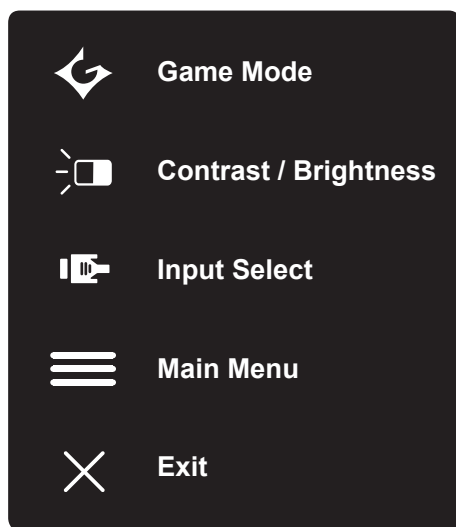 Game Mode
Contrast / Brightness
Input Select
Main Menu
Exit